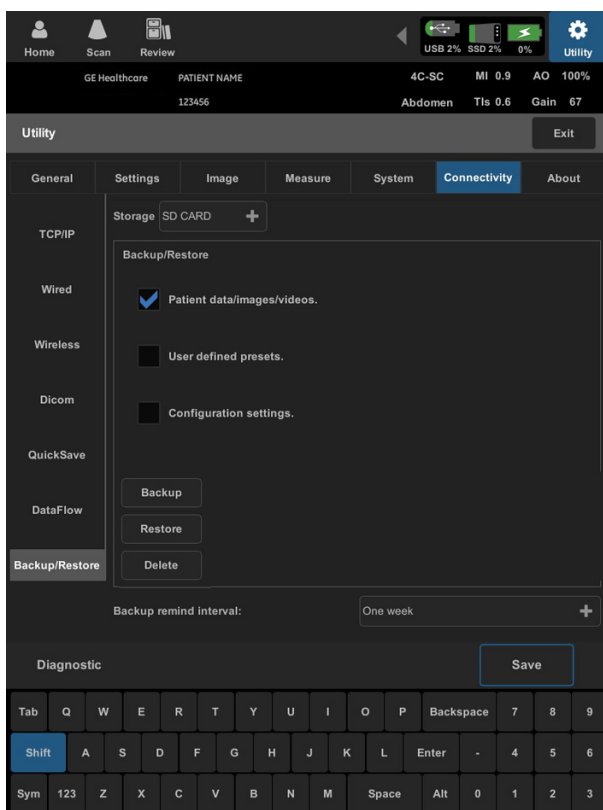 Home Scan Review USB 2% SSD 2% 0% Utility
GE Healthcare PATIENT NAME 4C-SC MI 0.9 AO 100%
123456 Abdomen TIs 0.6 Gain 67
Utility Exit
General Settings Image Measure System Connectivity About
Storage SD CARD +
TCP/IP
Backup/Restore
Wired
Patient data/images/videos.
Wireless
User defined presets.
Dicom
Configuration settings.
QuickSave
Backup
DataFlow
Restore
Backup/Restore
Delete
Backup remind interval: One week +
Diagnostic Save
Tab Q W E R T Y U I O P Backspace 7 8 9
Shift A S D F G H J K L Enter - 4 5 6
Sym 123 Z X C V B N M Space Alt 0 1 2 3